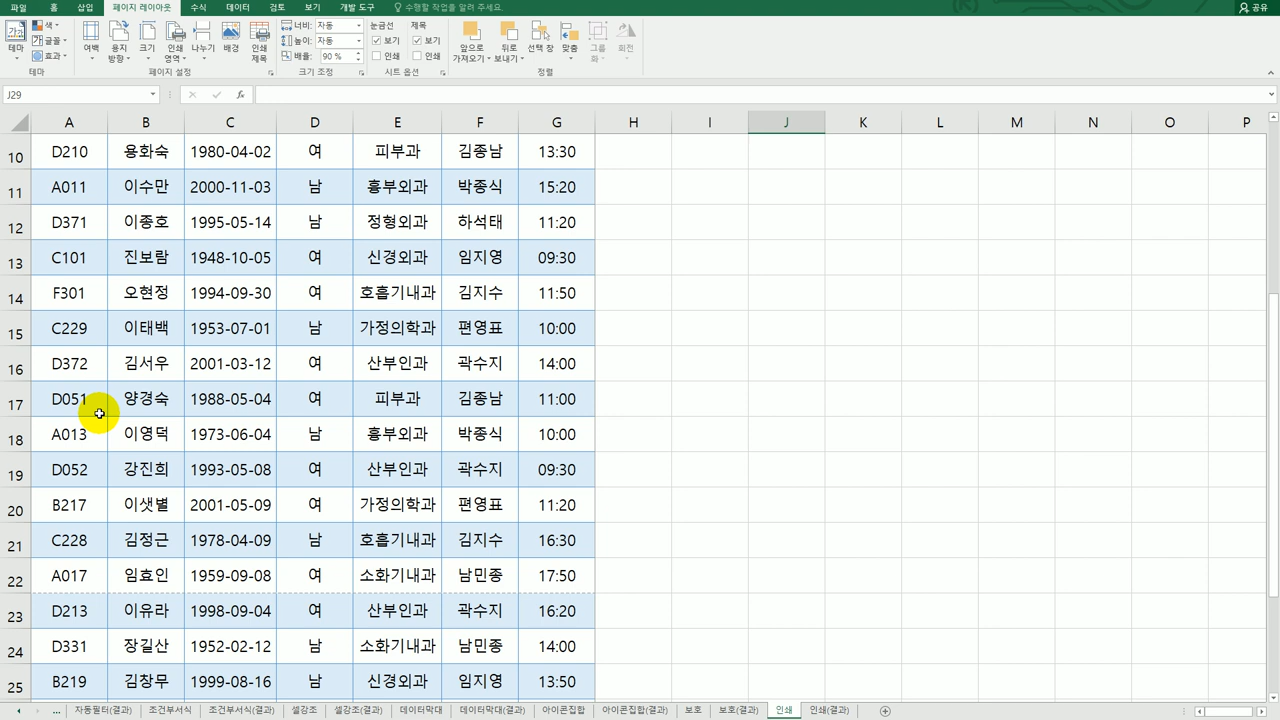 파일 홈 삽입 페이지 레이아웃 수식 데이터 검토 보기 개발 도구 수행할 작업을 알려 주세요. 공유
가가 테마 색 글꼴 효과 테마
여백 용지 방향 크기 인쇄 영역 나누기 배경 인쇄 제목 페이지 설정
너비: 자동 높이: 자동 배율: 90 % 크기 조정
눈금선 보기 인쇄 제목 보기 인쇄 시트 옵션
앞으로 가져오기 뒤로 보내기 선택 창 맞춤 그룹화 회전 정렬
J29 fx
A B C D E F G H I J K L M N O P
10 D210 용화숙 1980-04-02 여 피부과 김종남 13:30
11 A011 이수만 2000-11-03 남 흉부외과 박종식 15:20
12 D371 이종호 1995-05-14 남 정형외과 하석태 11:20
13 C101 진보람 1948-10-05 여 신경외과 임지영 09:30
14 F301 오현정 1994-09-30 여 호흡기내과 김지수 11:50
15 C229 이태백 1953-07-01 남 가정의학과 편영표 10:00
16 D372 김서우 2001-03-12 여 산부인과 곽수지 14:00
17 D051 양경숙 1988-05-04 여 피부과 김종남 11:00
18 A013 이영덕 1973-06-04 남 흉부외과 박종식 10:00
19 D052 강진희 1993-05-08 여 산부인과 곽수지 09:30
20 B217 이샛별 2001-05-09 여 가정의학과 편영표 11:20
21 C228 김정근 1978-04-09 남 호흡기내과 김지수 16:30
22 A017 임효인 1959-09-08 여 소화기내과 남민종 17:50
23 D213 이유라 1998-09-04 여 산부인과 곽수지 16:20
24 D331 장길산 1952-02-12 남 소화기내과 남민종 14:00
25 B219 김창무 1999-08-16 남 신경외과 임지영 13:50
... 자동필터(결과) 조건부서식 조건부서식(결과) 셀강조 셀강조(결과) 데이터막대 데이터막대(결과) 아이콘집합 아이콘집합(결과) 보호 보호(결과) 인쇄 인쇄(결과)